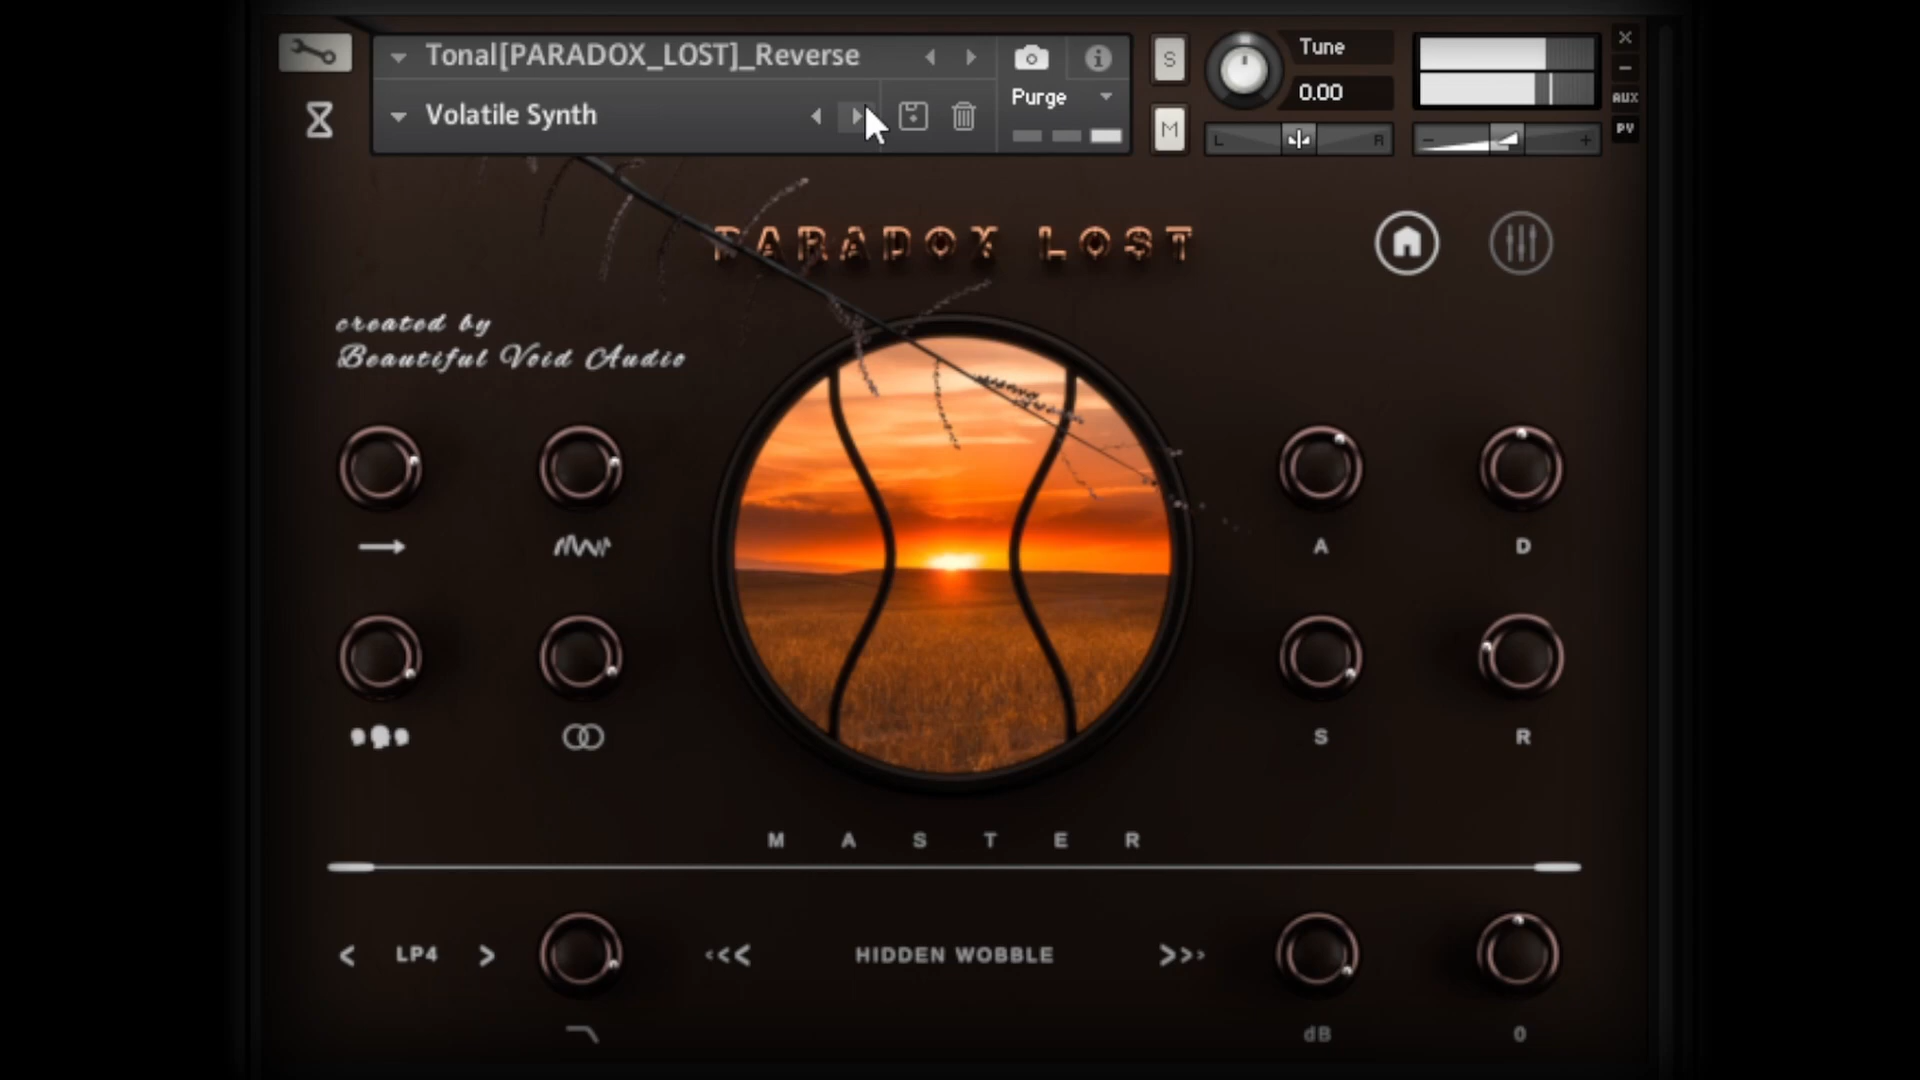 Tonal[PARADOX_LOST]_Reverse
Volatile Synth
Purge
S
M
Tune
0.00
L
R
AUX
PV
PARADOX LOST
created by
Beautiful Void Audio
A
D
S
R
MASTER
LP4
HIDDEN WOBBLE
dB
0